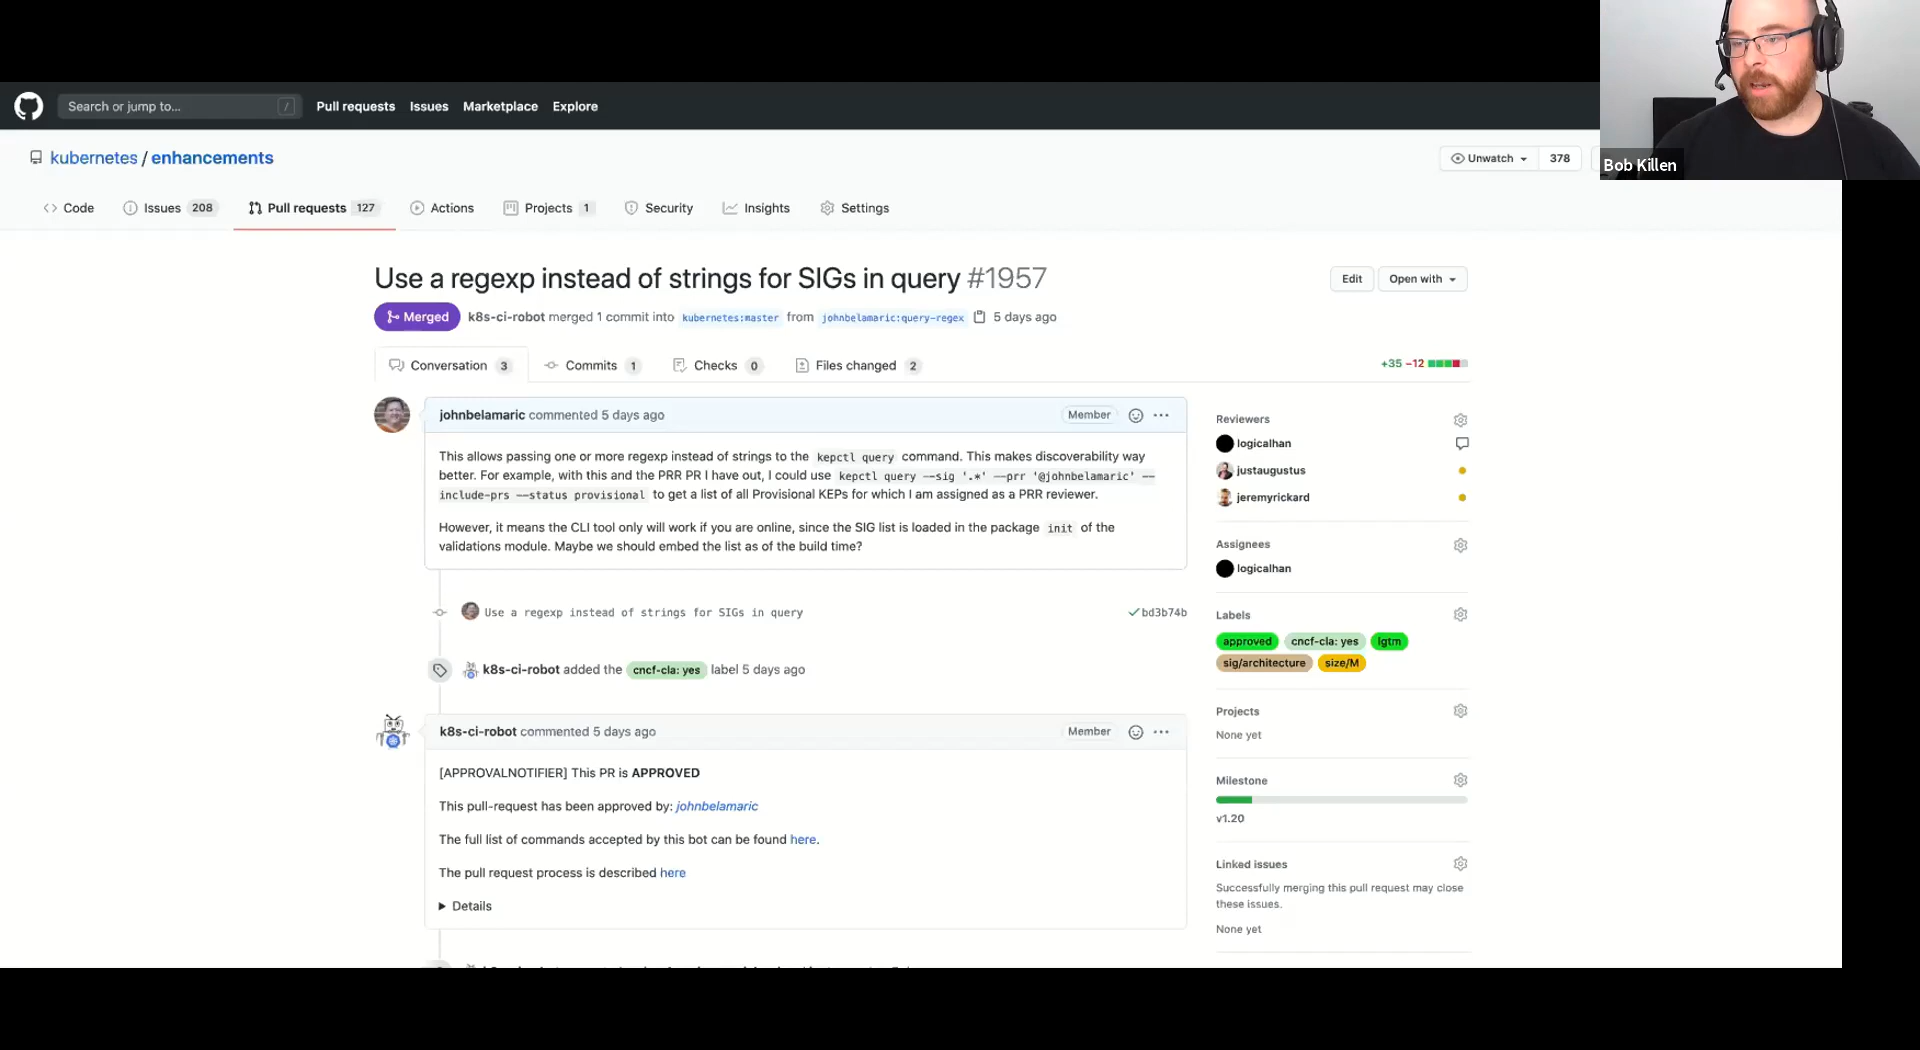 Search or jump to... /
Pull requests Issues Marketplace Explore
kubernetes / enhancements
Unwatch 378
Bob Killen
Code Issues 208 Pull requests 127 Actions Projects 1 Security Insights Settings
Use a regexp instead of strings for SIGs in query #1957
Edit Open with
Merged k8s-ci-robot merged 1 commit into kubernetes:master from johnbelamaric:query-regex 5 days ago
Conversation 3 Commits 1 Checks 0 Files changed 2
+35 −12
johnbelamaric commented 5 days ago Member
This allows passing one or more regexp instead of strings to the kepctl query command. This makes discoverability way
better. For example, with this and the PRR PR I have out, I could use kepctl query --sig '.*' --prr '@johnbelamaric' --
include-prs --status provisional to get a list of all Provisional KEPs for which I am assigned as a PRR reviewer.
However, it means the CLI tool only will work if you are online, since the SIG list is loaded in the package init of the
validations module. Maybe we should embed the list as of the build time?
Use a regexp instead of strings for SIGs in query bd3b74b
k8s-ci-robot added the cncf-cla: yes label 5 days ago
k8s-ci-robot commented 5 days ago Member
[APPROVALNOTIFIER] This PR is APPROVED
This pull-request has been approved by: johnbelamaric
The full list of commands accepted by this bot can be found here.
The pull request process is described here
Details
Reviewers
logicalhan
justaugustus
jeremyrickard
Assignees
logicalhan
Labels
approved cncf-cla: yes lgtm
sig/architecture size/M
Projects
None yet
Milestone
v1.20
Linked issues
Successfully merging this pull request may close
these issues.
None yet